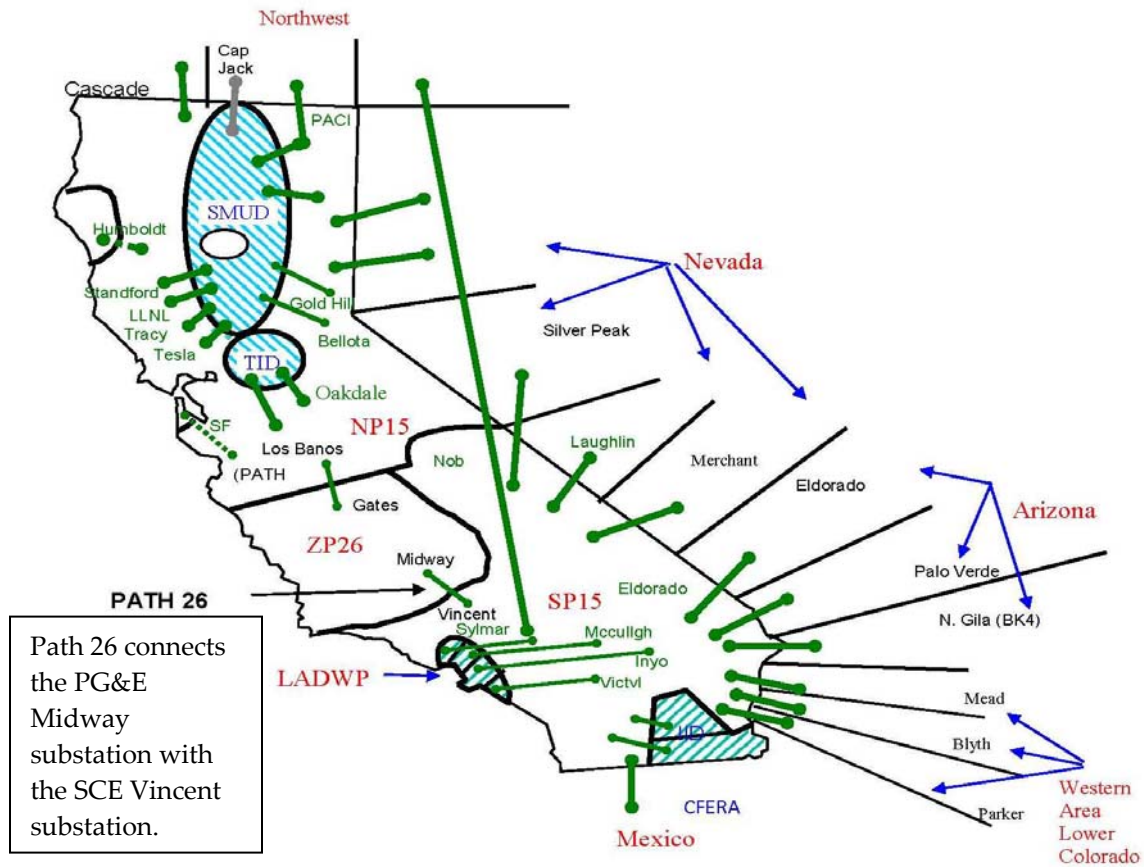 Northwest
Cap
Jack
Cascade
PACI
SMUD
Humboldt
Nevada
Standford
Gold Hil
LLNL
Silver Peak
Tracy
Bellota
Tesla
TID
Oakdale
SF
NP15
Los Banos
Nob
Laughlin
Merchant
(PATH
Eldorado
Gates
Arizona
ZP26
Midway
Palo Verde
PATH 26
Vincent
SP15
Eldorado
N. Gila (BK4)
Sylmar
Mccullgh
Inyo
LADWP
Victvl
Mead
IID
Blyth
CFERA
Parker
Mexico
Western
Area
Lower
Colorado
Path 26 connects
the PG&E
Midway
substation with
the SCE Vincent
substation.